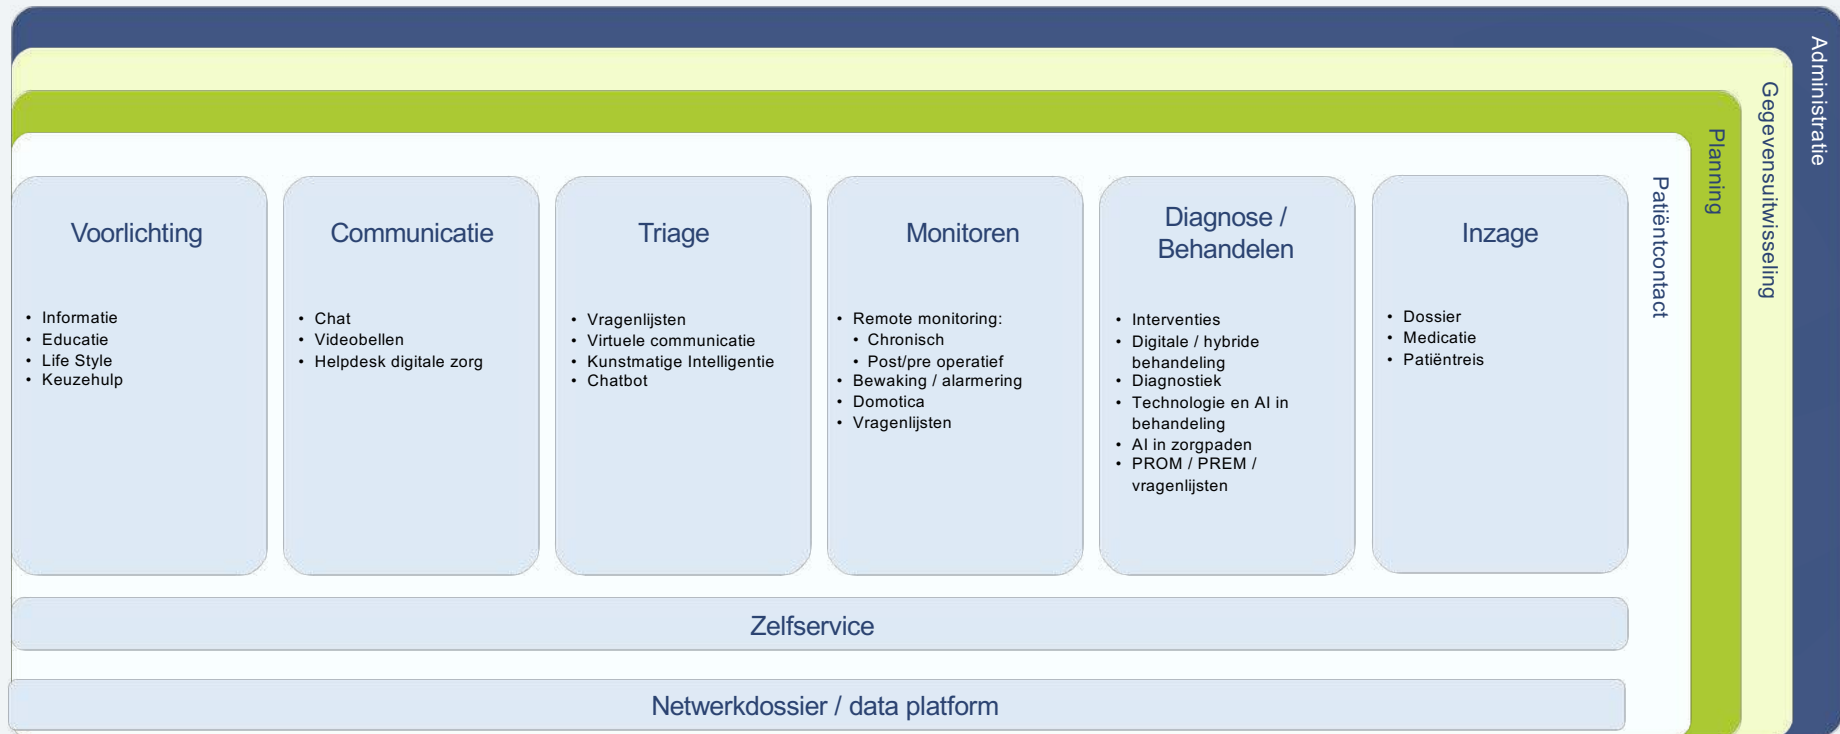 Administratie
Gegevensuitwisseling
Planning
Patiëntcontact
Voorlichting
• Informatie
• Educatie
• Life Style
• Keuzehulp
Communicatie
• Chat
• Videobellen
• Helpdesk digitale zorg
Triage
• Vragenlijsten
• Virtuele communicatie
• Kunstmatige Intelligentie
• Chatbot
Monitoren
• Remote monitoring:
• Chronisch
• Post/pre operatief
• Bewaking / alarmering
• Domotica
• Vragenlijsten
Diagnose /
Behandelen
• Interventies
• Digitale / hybride
behandeling
• Diagnostiek
• Technologie en AI in
behandeling
• AI in zorgpaden
• PROM / PREM /
vragenlijsten
Inzage
• Dossier
• Medicatie
• Patiëntreis
Zelfservice
Netwerkdossier / data platform